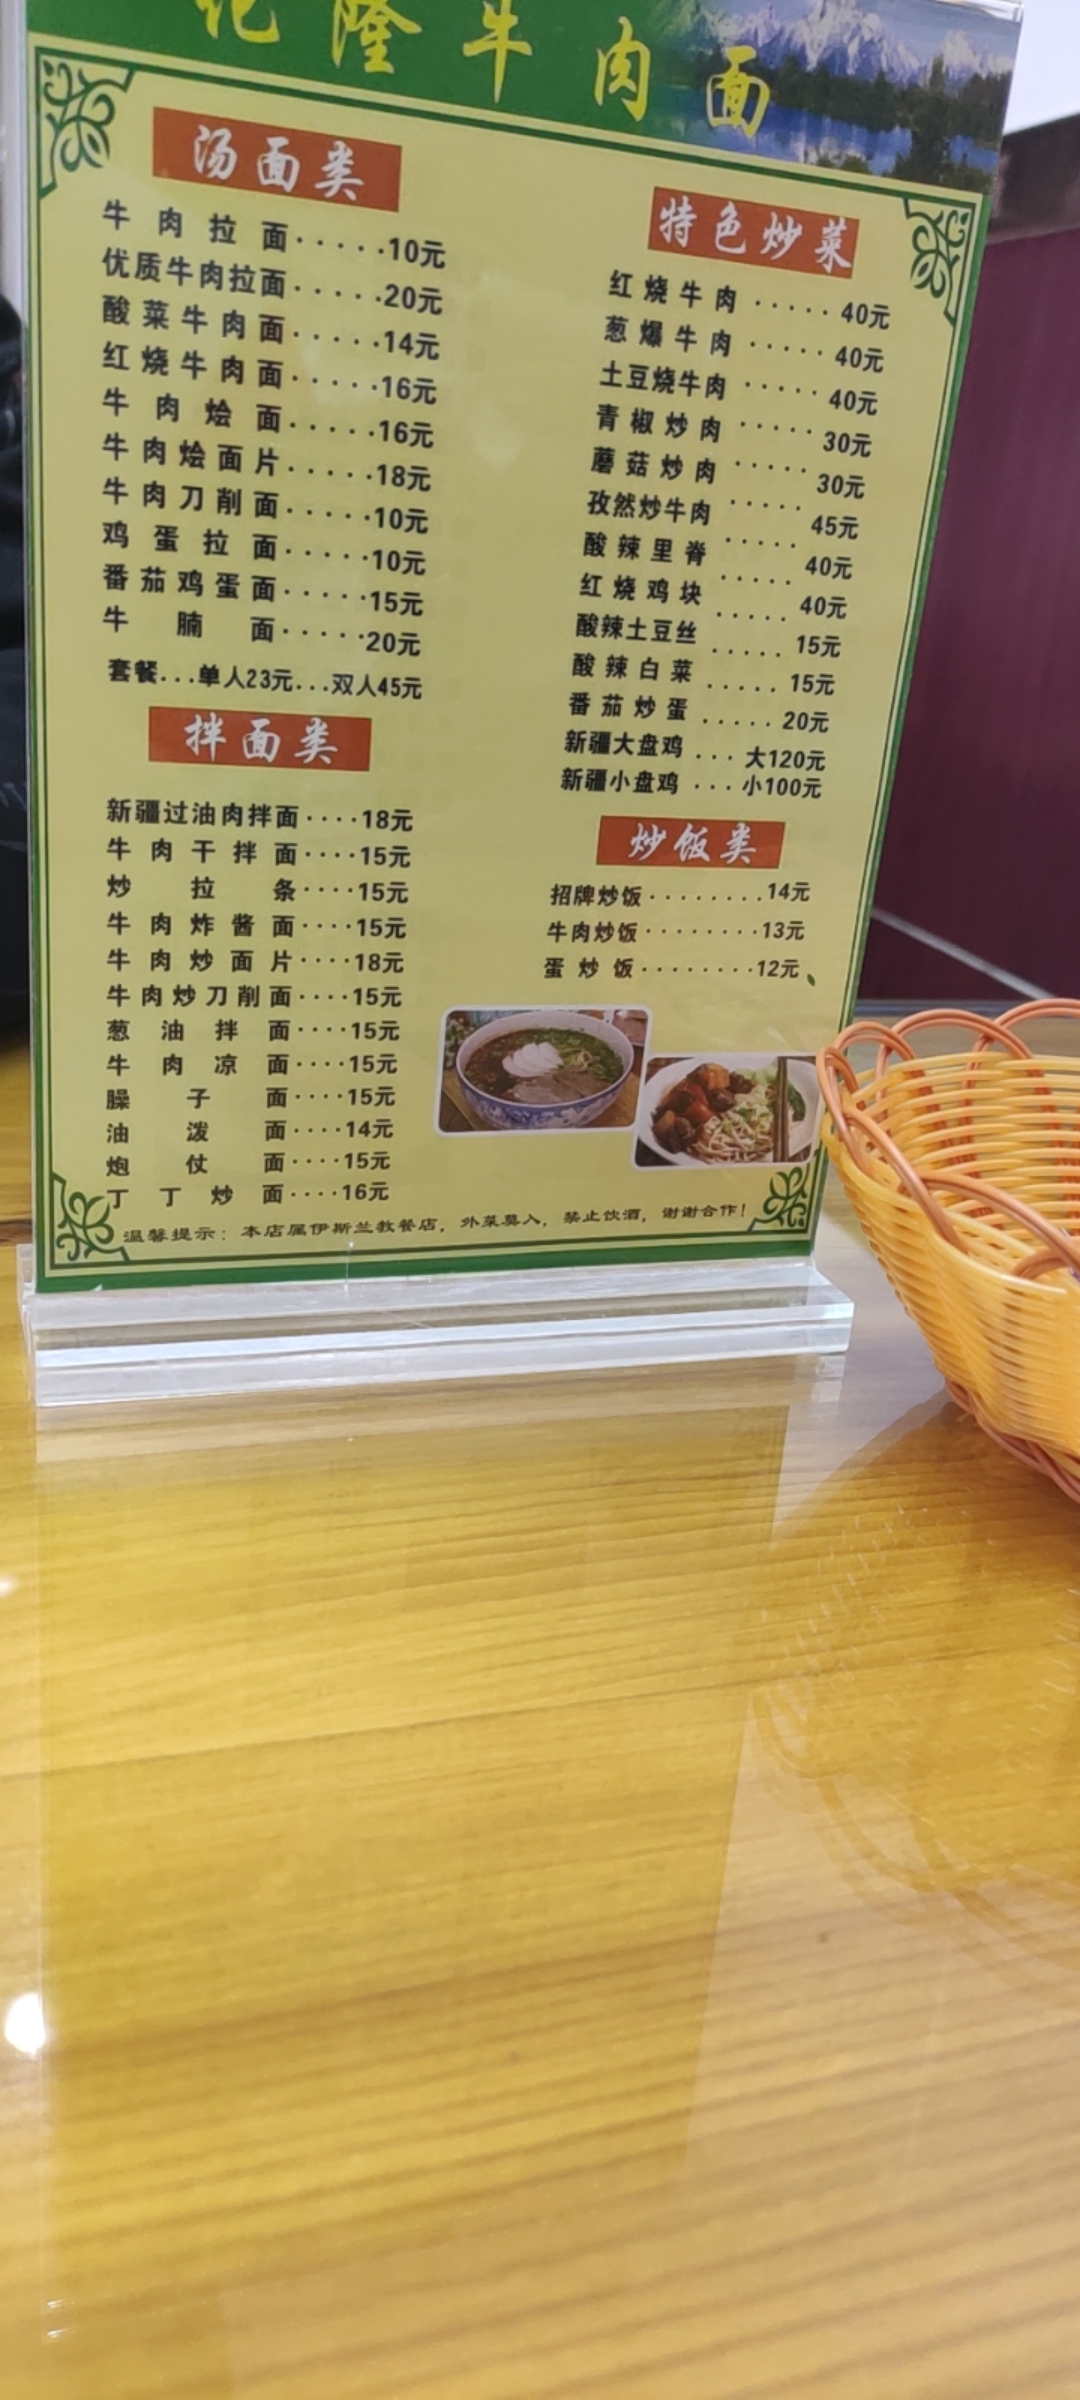 化隆牛肉面
汤面类
牛肉拉面·····10元
优质牛肉拉面·····20元
酸菜牛肉面·····14元
红烧牛肉面·····16元
牛肉烩面·····16元
牛肉烩面片·····18元
牛肉刀削面·····10元
鸡蛋拉面·····10元
番茄鸡蛋面·····15元
牛腩面·····20元
套餐...单人23元...双人45元
拌面类
新疆过油肉拌面····18元
牛肉干拌面····15元
炒拉条····15元
牛肉炸酱面····15元
牛肉炒面片····18元
牛肉炒刀削面····15元
葱油拌面····15元
牛肉凉面····15元
臊子面····15元
油泼面····14元
炮仗面····15元
丁丁炒面····16元
特色炒菜
红烧牛肉·····40元
葱爆牛肉·····40元
土豆烧牛肉·····40元
青椒炒肉·····30元
蘑菇炒肉·····30元
孜然炒牛肉·····45元
酸辣里脊·····40元
红烧鸡块·····40元
酸辣土豆丝·····15元
酸辣白菜·····15元
番茄炒蛋·····20元
新疆大盘鸡...大120元
新疆小盘鸡...小100元
炒饭类
招牌炒饭········14元
牛肉炒饭········13元
蛋炒饭········12元
温馨提示：本店属伊斯兰教餐店，外菜莫入，禁止饮酒，谢谢合作！